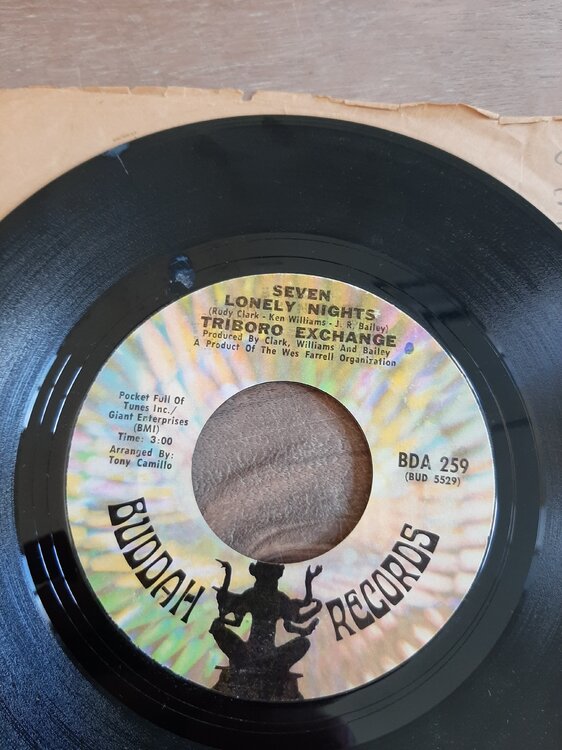 SEVEN
LONELY NIGHTS
(Rudy Clark - Ken Williams - J. R. Bailey)
TRIBORO EXCHANGE
Produced By Clark, Williams And Bailey
A Product Of The Wes Farrell Organization
Pocket Full Of
Tunes Inc./
Giant Enterprises
(BMI)
Time: 3:00
Arranged By:
Tony Camillo
BDA 259
(BUD 5529)
BUDDAH RECORDS